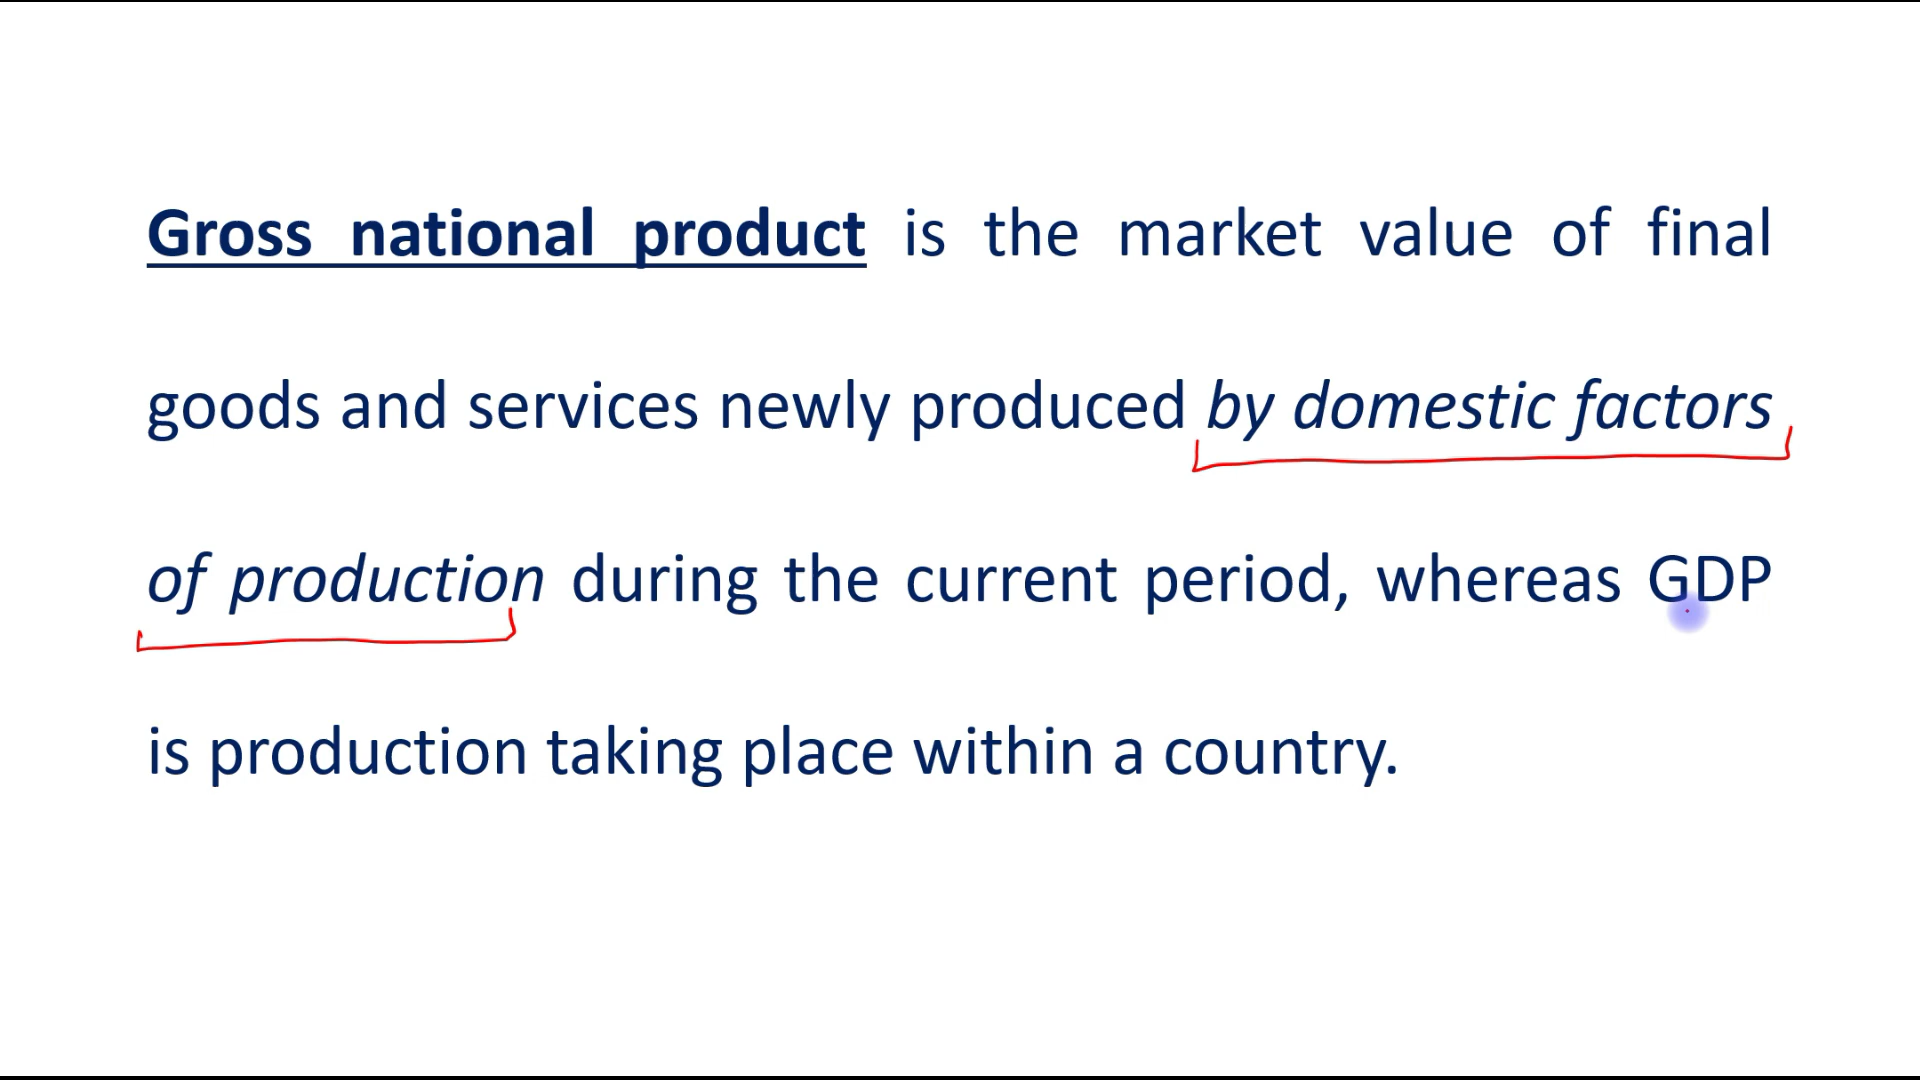 Gross national product is the market value of final
goods and services newly produced by domestic factors
of production during the current period, whereas GDP
is production taking place within a country.